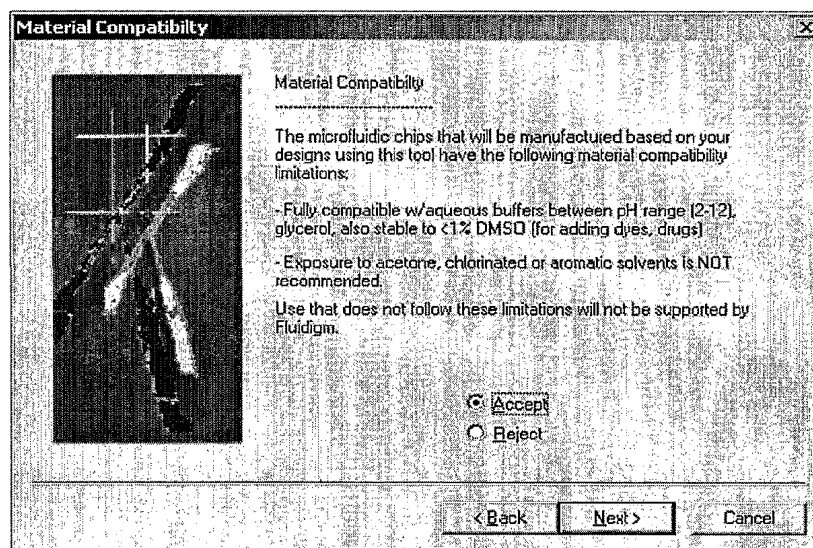 Material Compatibilty
Material Compatibilty
------------------------
The microfluidic chips that will be manufactured based on your
designs using this tool have the following material compatibility
limitations:
- Fully compatible w/aqueous buffers between pH range (2-12),
glycerol, also stable to <1% DMSO (for adding dyes, drugs)
- Exposure to acetone, chlorinated or aromatic solvents is NOT
recommended.
Use that does not follow these limitations will not be supported by
Fluidigm.
Accept
Reject
< Back Next > Cancel